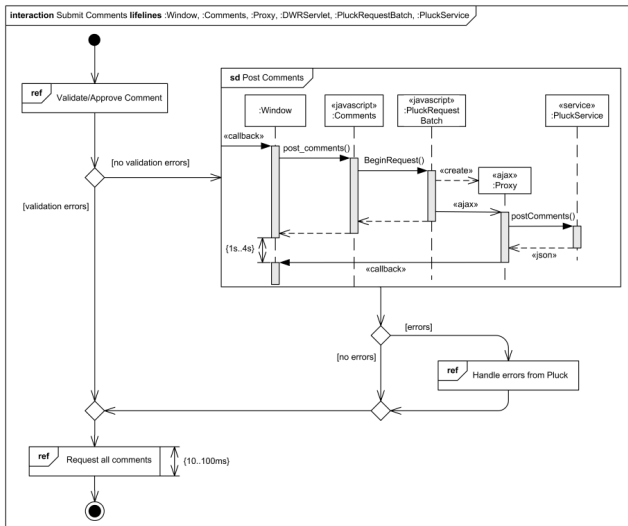 interaction Submit Comments lifelines :Window, :Comments, :Proxy, :DWRServlet, :PluckRequestBatch, :PluckService
ref Validate/Approve Comment
sd Post Comments
:Window
«javascript»
:Comments
«javascript»
:PluckRequest
Batch
«service»
:PluckService
«callback»
post_comments()
BeginRequest()
«create»
«ajax»
:Proxy
«ajax»
postComments()
{1s..4s}
«json»
«callback»
[no validation errors]
[validation errors]
[errors]
[no errors]
ref Handle errors from Pluck
ref Request all comments
{10..100ms}